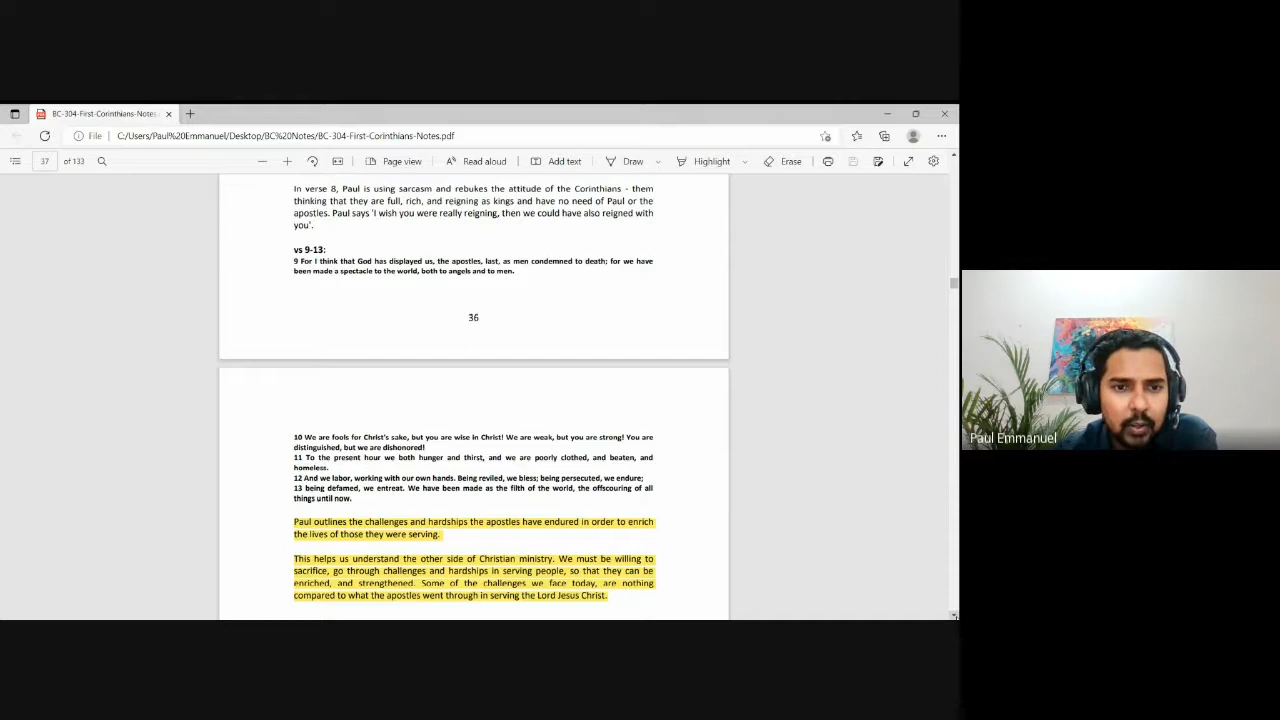 BC-304-First-Corinthians-Notes
File C:/Users/Paul%20Emmanuel/Desktop/BC%20Notes/BC-304-First-Corinthians-Notes.pdf
37 of 133 Page view Read aloud Add text Draw Highlight Erase
In verse 8, Paul is using sarcasm and rebukes the attitude of the Corinthians - them
thinking that they are full, rich, and reigning as kings and have no need of Paul or the
apostles. Paul says 'I wish you were really reigning, then we could have also reigned with
you'.
vs 9-13:
9 For I think that God has displayed us, the apostles, last, as men condemned to death; for we have
been made a spectacle to the world, both to angels and to men.
36
10 We are fools for Christ's sake, but you are wise in Christ! We are weak, but you are strong! You are
distinguished, but we are dishonored!
11 To the present hour we both hunger and thirst, and we are poorly clothed, and beaten, and
homeless.
12 And we labor, working with our own hands. Being reviled, we bless; being persecuted, we endure;
13 being defamed, we entreat. We have been made as the filth of the world, the offscouring of all
things until now.
Paul outlines the challenges and hardships the apostles have endured in order to enrich
the lives of those they were serving.
This helps us understand the other side of Christian ministry. We must be willing to
sacrifice, go through challenges and hardships in serving people, so that they can be
enriched, and strengthened. Some of the challenges we face today, are nothing
compared to what the apostles went through in serving the Lord Jesus Christ.
Paul Emmanuel